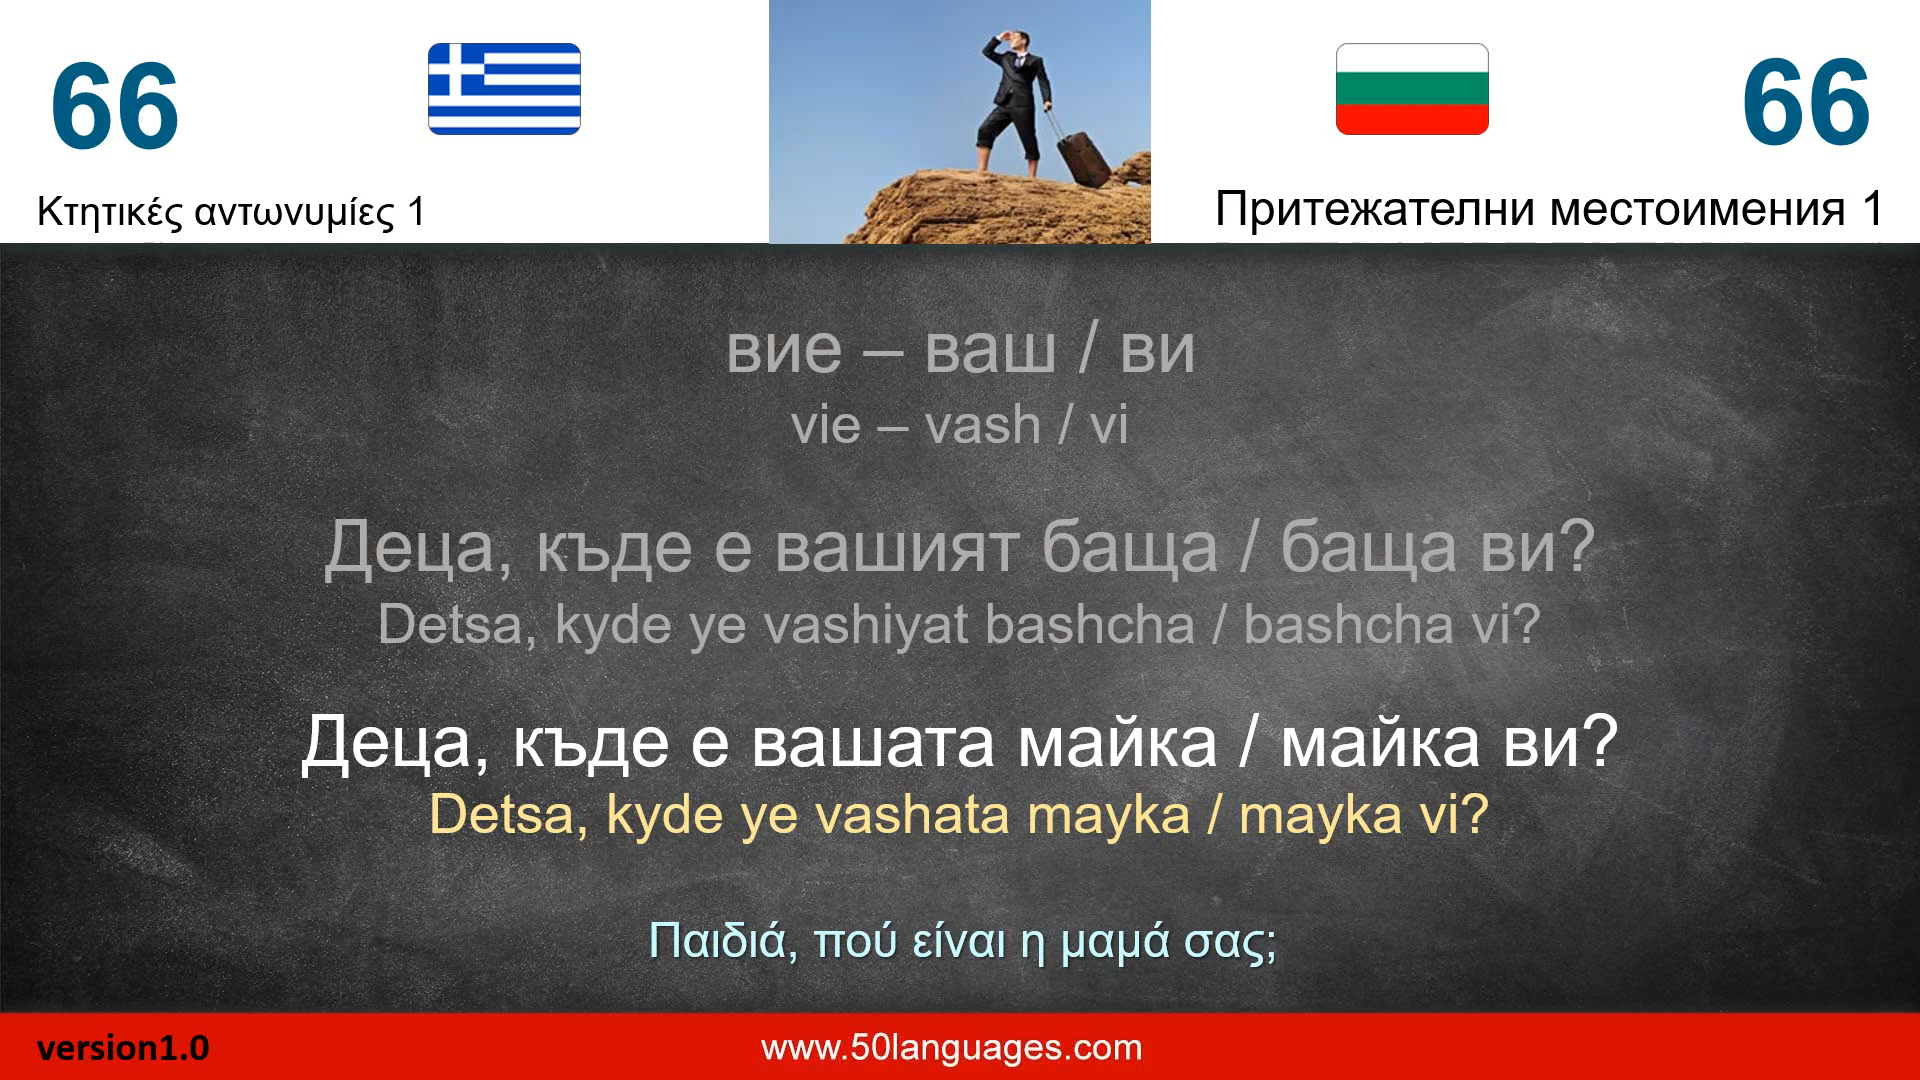 66
66
Κτητικές αντωνυμίες 1
Притежателни местоимения 1
вие – ваш / ви
vie – vash / vi
Деца, къде е вашият баща / баща ви?
Detsa, kyde ye vashiyat bashcha / bashcha vi?
Деца, къде е вашата майка / майка ви?
Detsa, kyde ye vashata mayka / mayka vi?
Παιδιά, πού είναι η μαμά σας;
version1.0
www.50languages.com